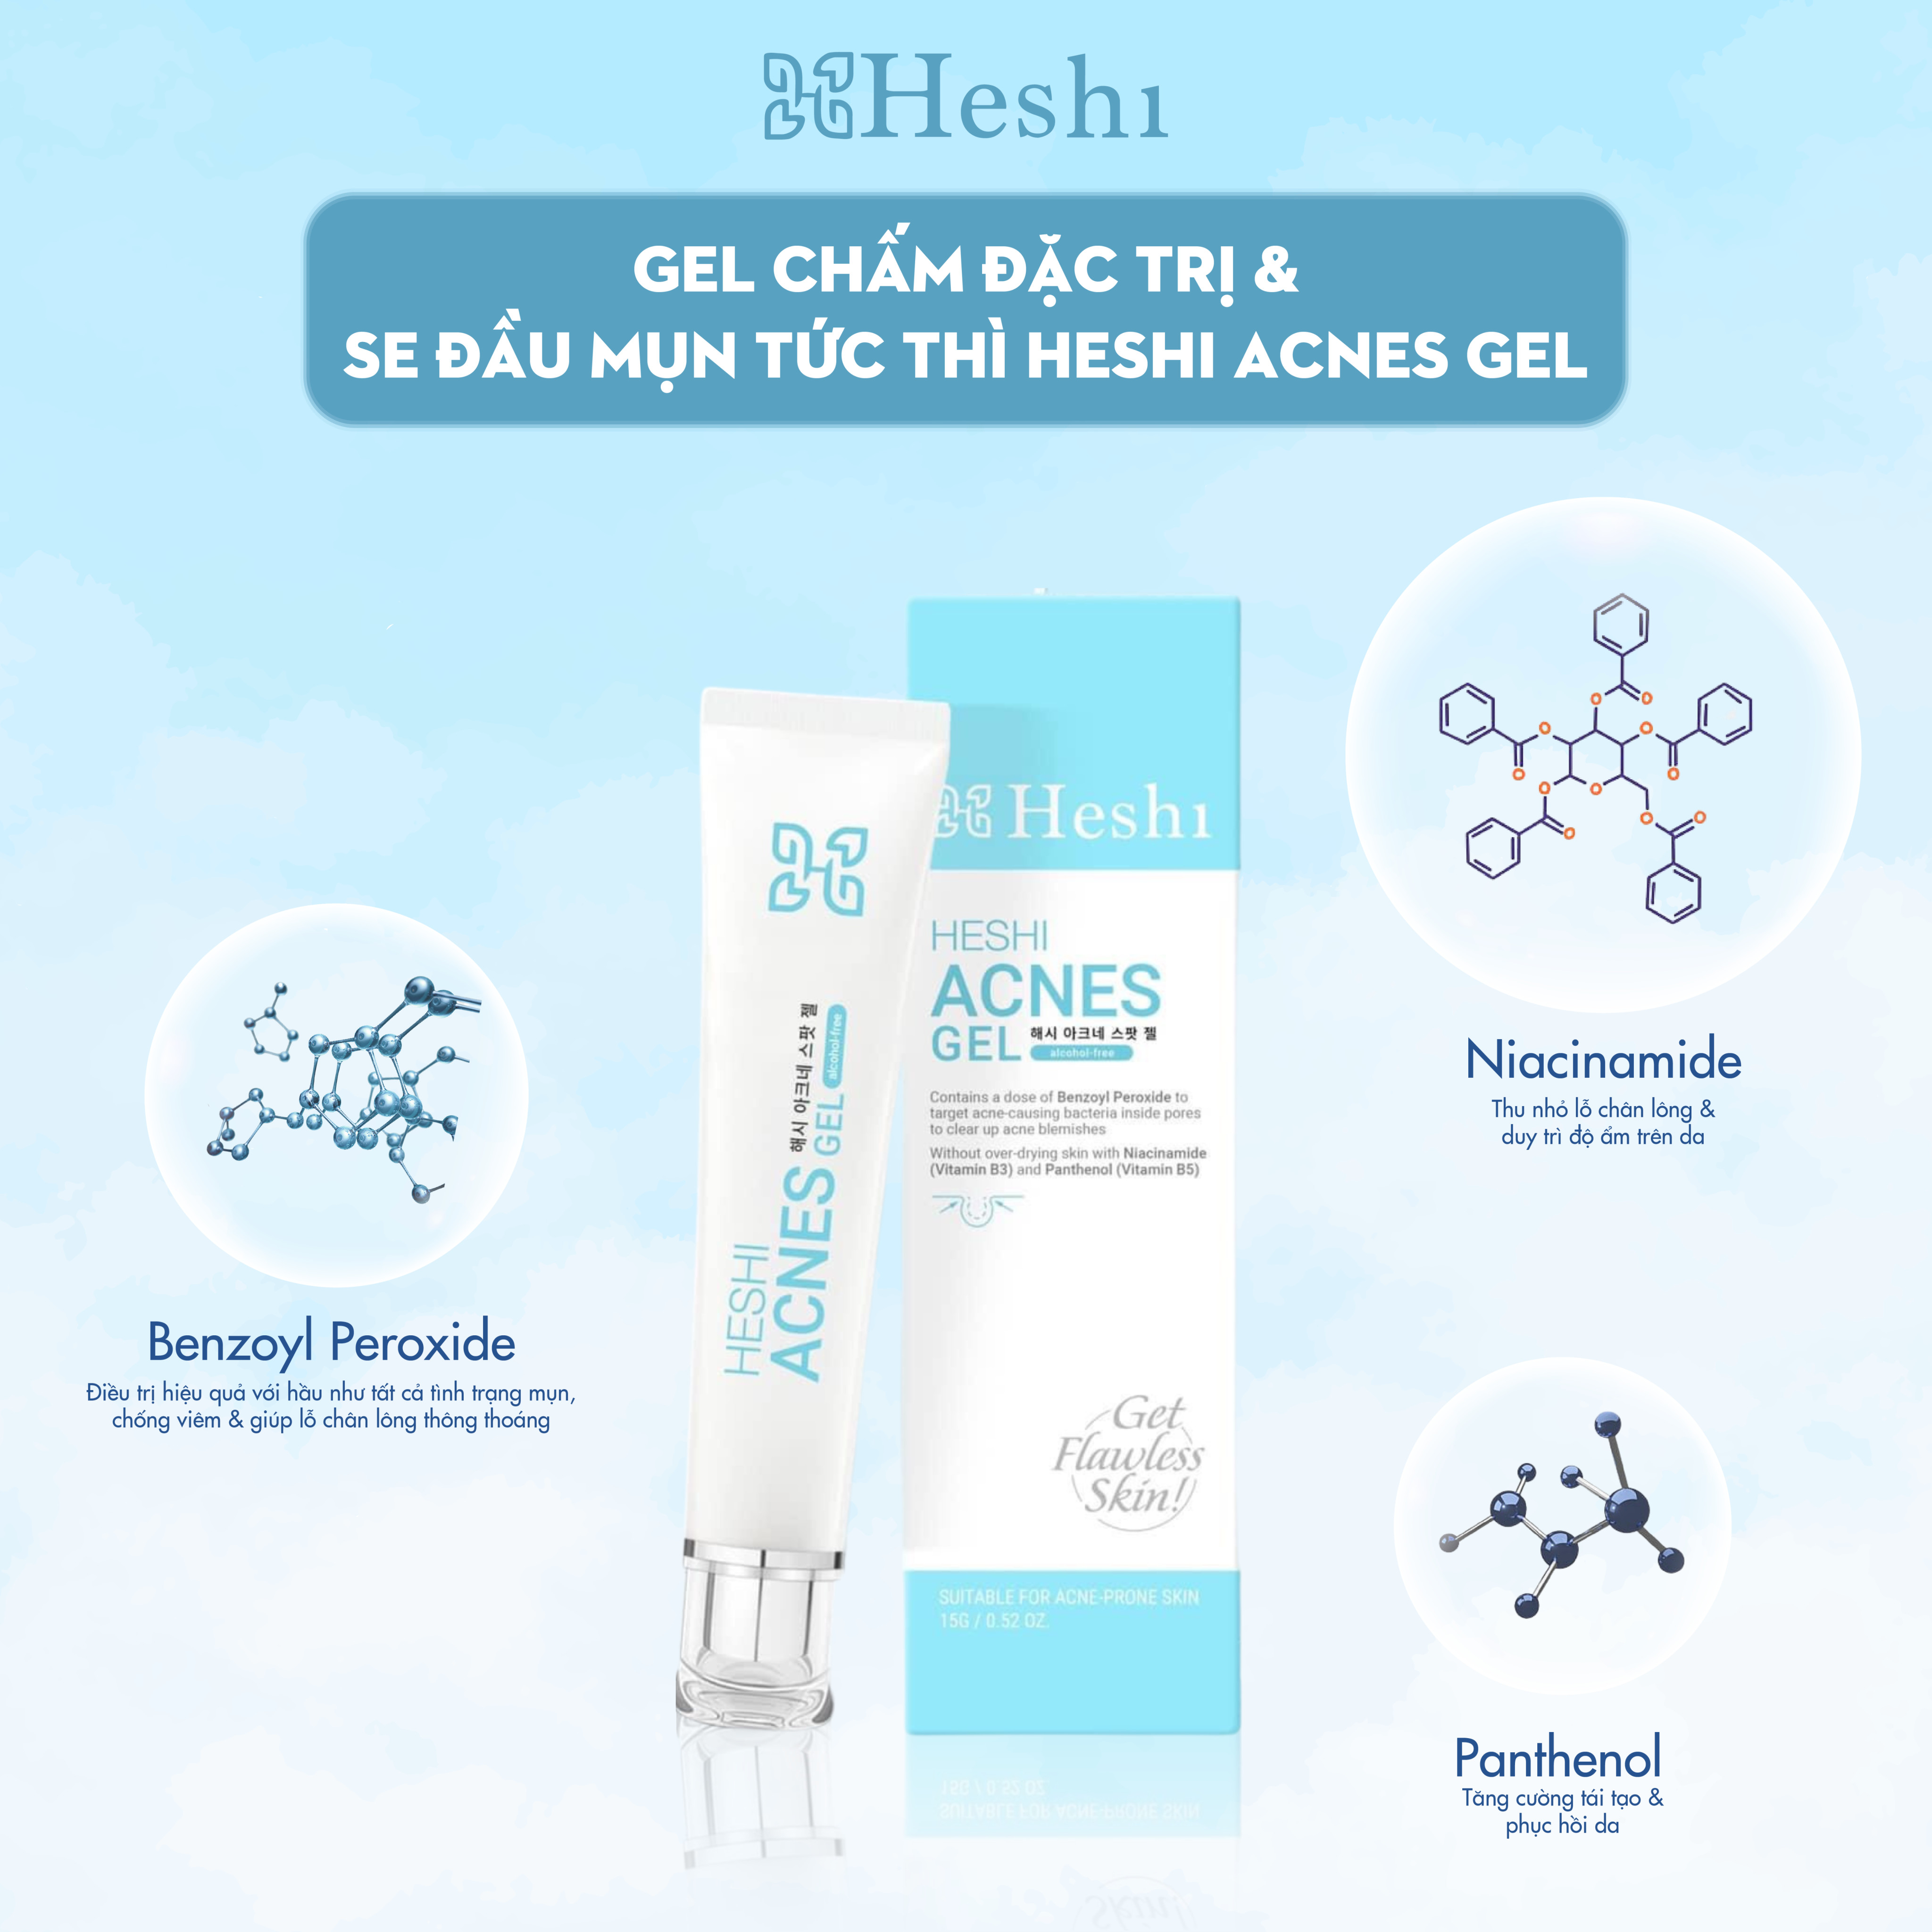 Heshi
GEL CHẤM ĐẶC TRỊ &
SE ĐẦU MỤN TỨC THÌ HESHI ACNES GEL
Heshi
HESHI
ACNES
GEL 해시 아크네 스팟 젤
alcohol-free
Contains a dose of Benzoyl Peroxide to
target acne-causing bacteria inside pores
to clear up acne blemishes
Without over-drying skin with Niacinamide
(Vitamin B3) and Panthenol (Vitamin B5)
Get
Flawless
Skin!
SUITABLE FOR ACNE-PRONE SKIN
15G / 0.52 OZ.
HESHI
ACNES GEL
해시 아크네 스팟 젤
alcohol-free
Benzoyl Peroxide
Điều trị hiệu quả với hầu như tất cả tình trạng mụn,
chống viêm & giúp lỗ chân lông thông thoáng
O
O
O
O
O
O
O
O
O
O
O
Niacinamide
Thu nhỏ lỗ chân lông &
duy trì độ ẩm trên da
Panthenol
Tăng cường tái tạo &
phục hồi da